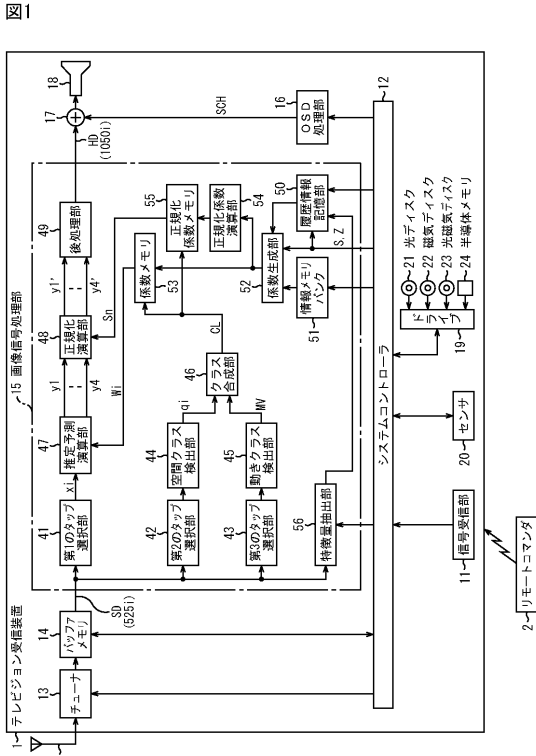 図1
1 テレビジョン受信装置
13
チューナ
14
バッファ
メモリ
SD
(525i)
15 画像信号処理部
41
第1のタップ
選択部
xi
47
推定予測
演算部
y1
y4
48
正規化
演算部
y1'
y4'
49
後処理部
HD
(1050i)
17
18
42
第2のタップ
選択部
44
空間クラス
検出部
qi
43
第3のタップ
選択部
45
動きクラス
検出部
MV
46
クラス
合成部
CL
Wi
Sn
53
係数メモリ
55
正規化
係数メモリ
54
正規化係数
演算部
52
係数生成部
51
情報メモリ
バンク
50
履歴情報
記憶部
S,Z
56
特徴量抽出部
16
OSD
処理部
SCH
12
システムコントローラ
11
信号受信部
20
センサ
19
ドライブ
21 光ディスク
22 磁気ディスク
23 光磁気ディスク
24 半導体メモリ
2
リモートコマンダ